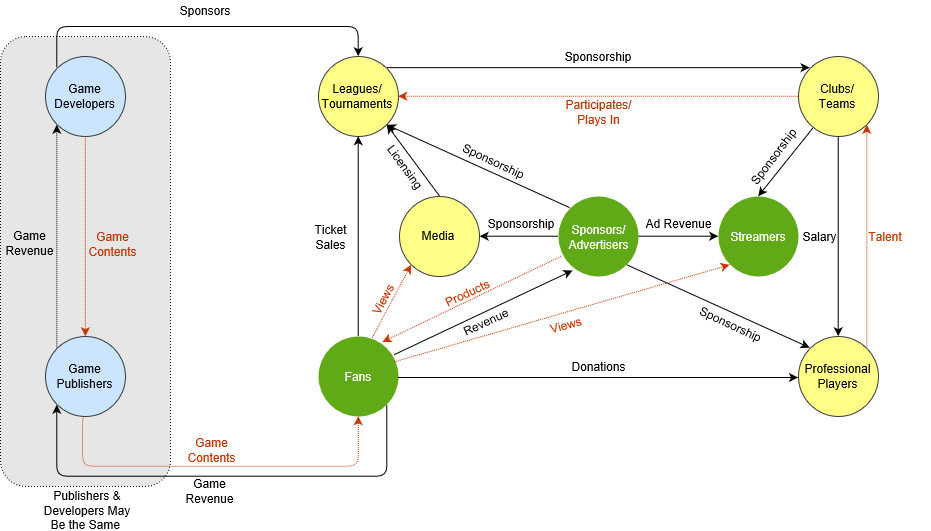 Sponsors
Game
Developers
Leagues/
Tournaments
Sponsorship
Clubs/
Teams
Participates/
Plays In
Sponsorship
Licensing
Sponsorship
Game
Revenue
Game
Contents
Ticket
Sales
Media
Sponsorship
Sponsors/
Advertisers
Ad Revenue
Streamers
Salary
Talent
Views
Products
Revenue
Views
Sponsorship
Game
Publishers
Fans
Donations
Professional
Players
Game
Contents
Game
Revenue
Publishers &
Developers May
Be the Same